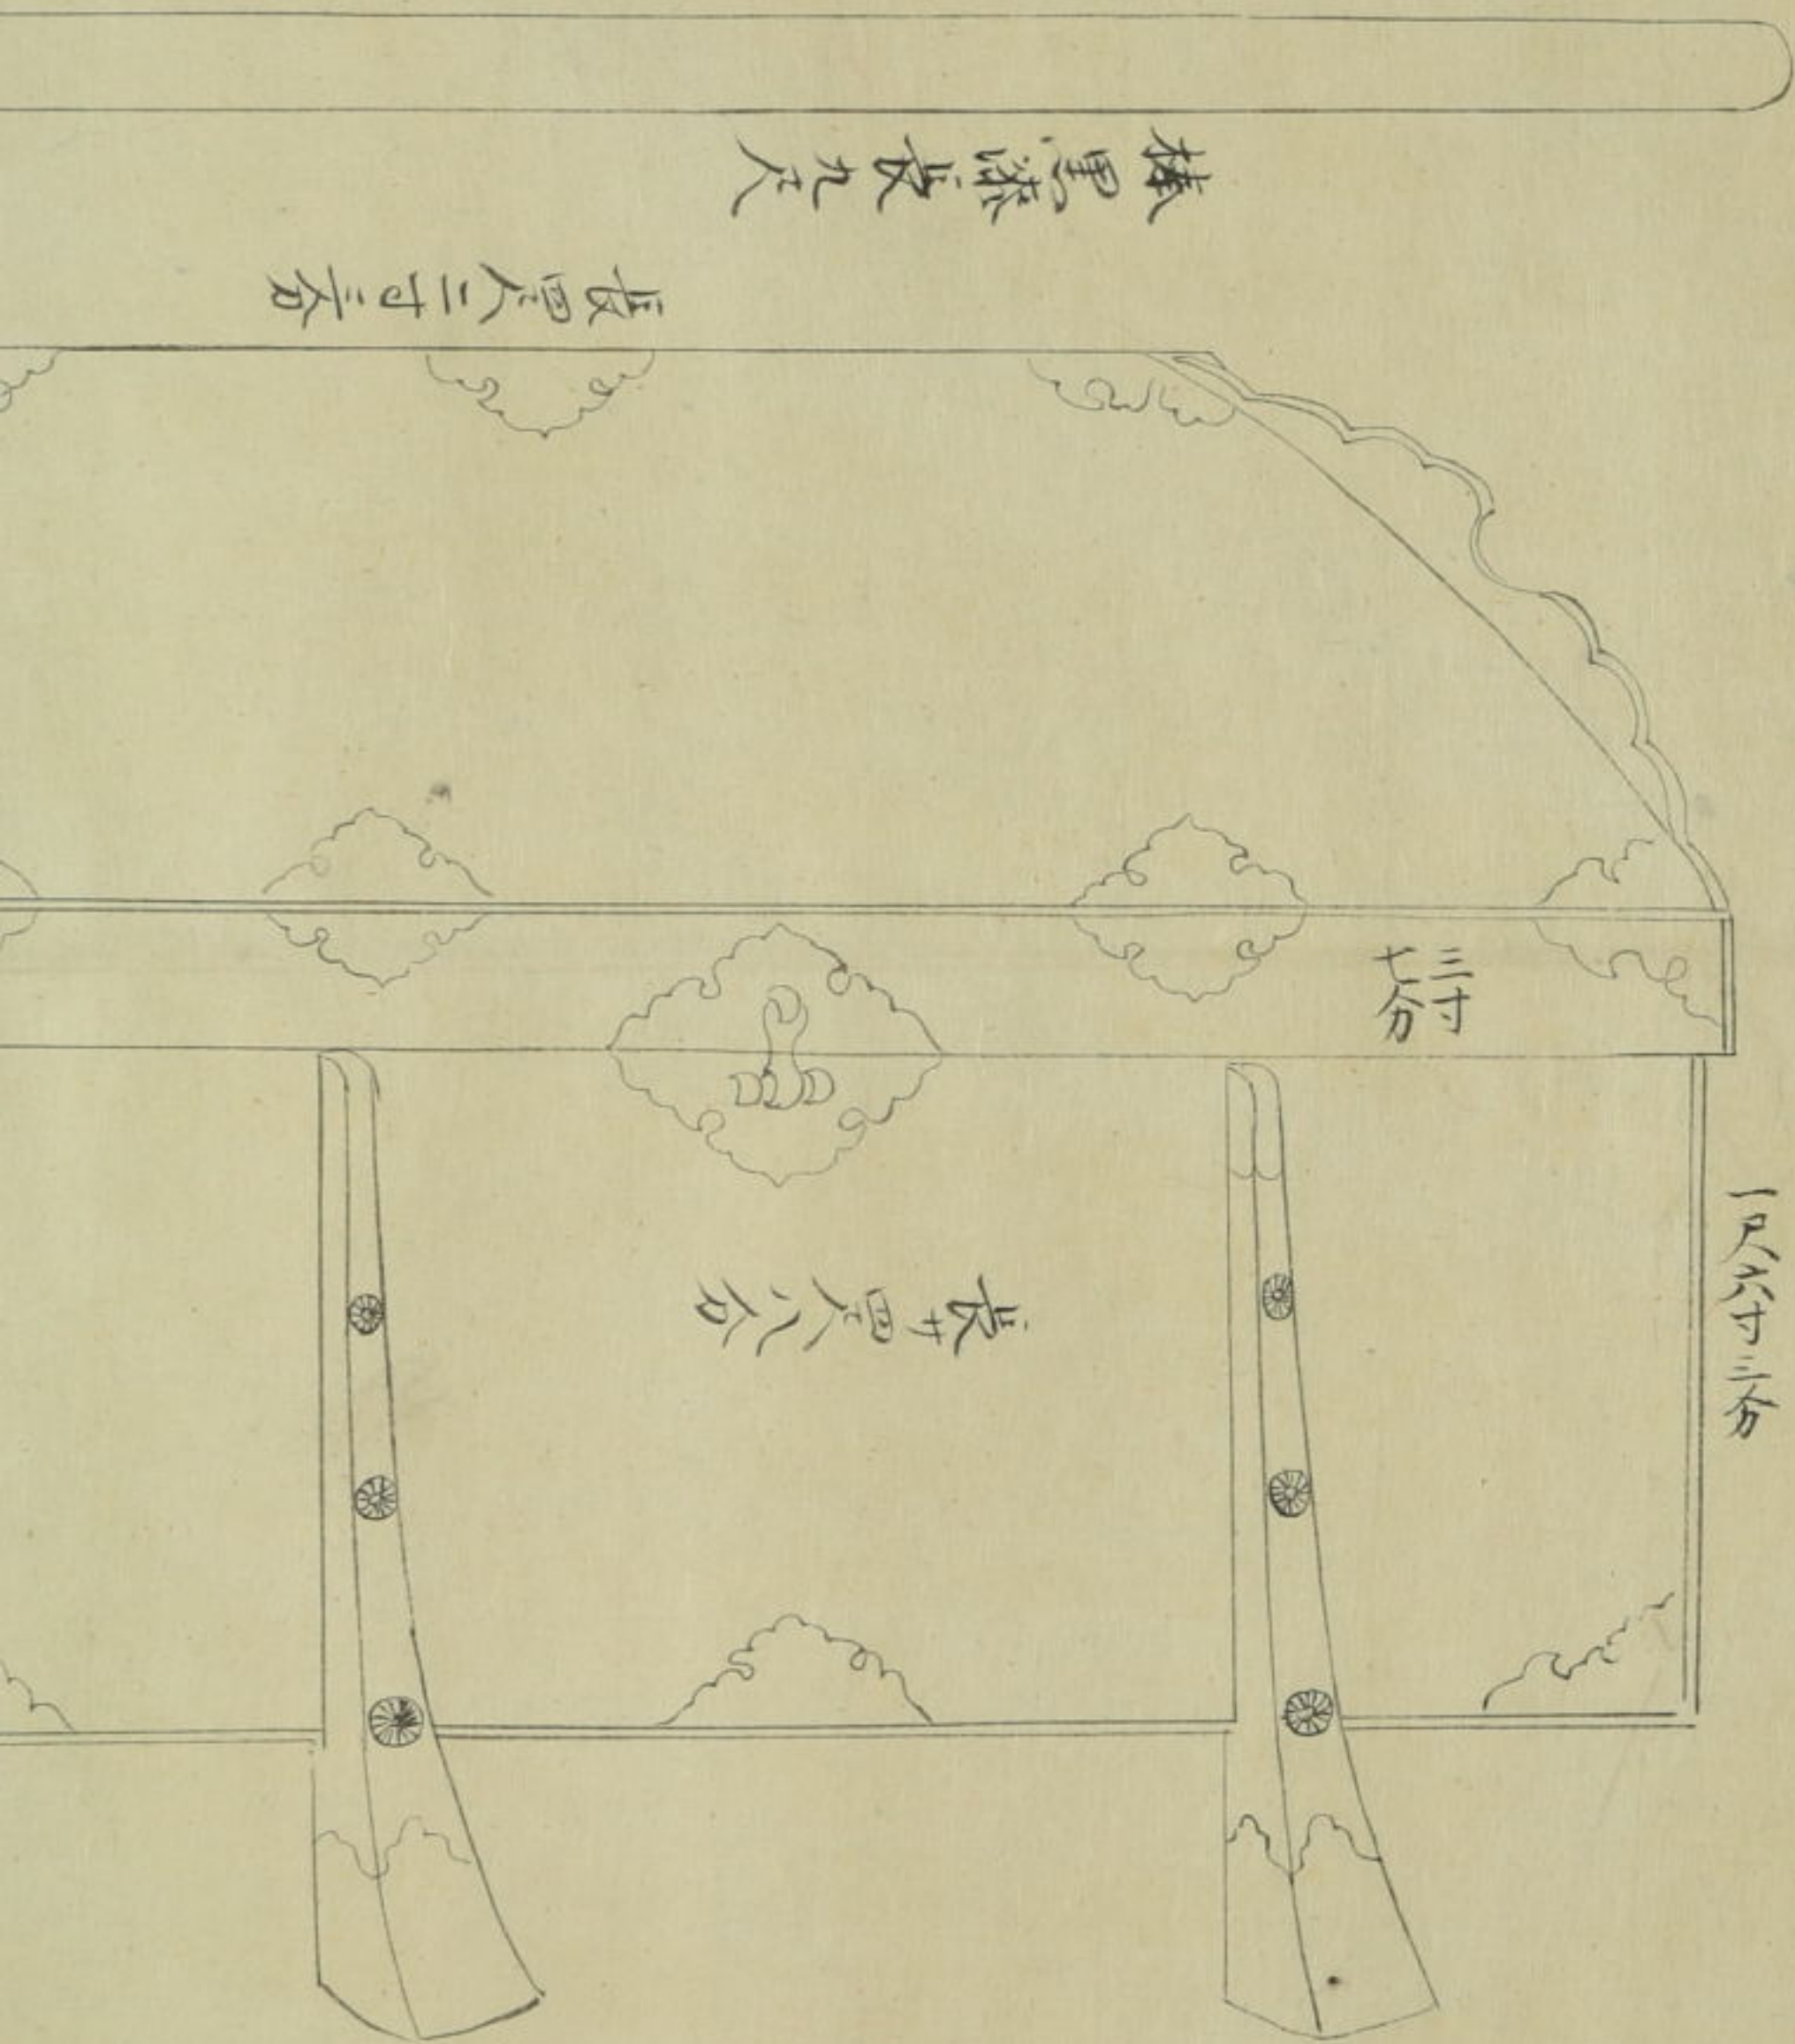 棒黒漆長九尺
長四尺二寸三分
三寸
七分
一尺六寸三分
長サ四尺八分